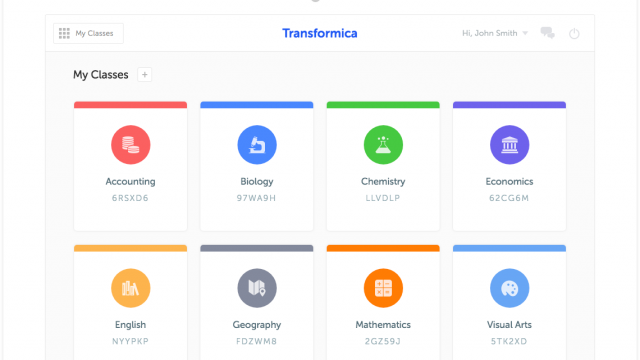 My Classes
Transformica
Hi, John Smith
My Classes +
Accounting
6RSXD6
Biology
97WA9H
Chemistry
LLVDLP
Economics
62CG6M
English
NYYPKP
Geography
FDZWM8
Mathematics
2GZ59J
Visual Arts
5TK2XD